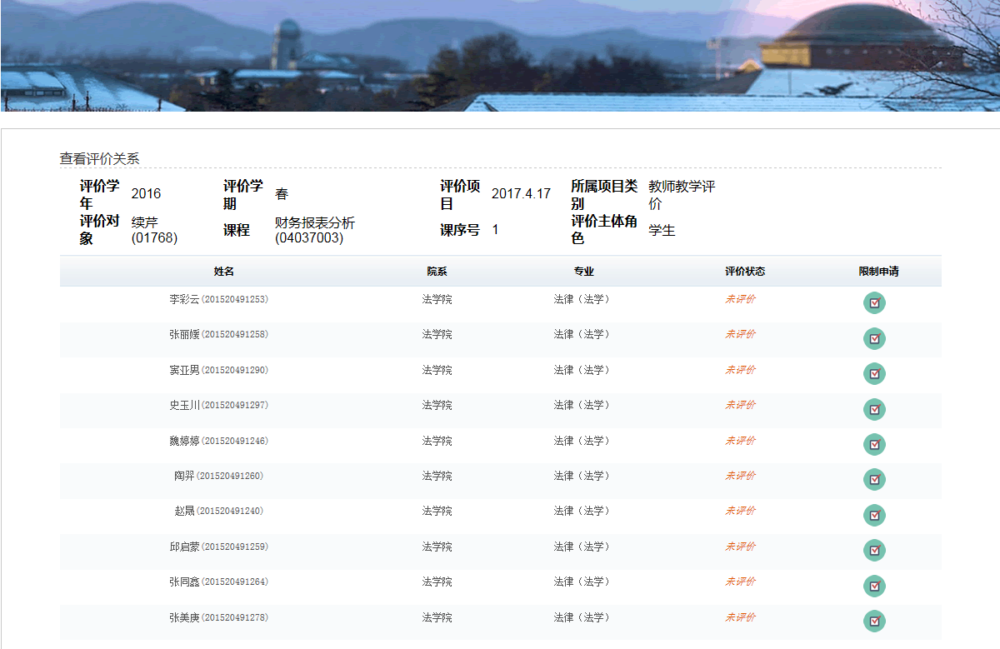 查看评价关系
评价学年 2016 评价学期 春 评价项目 2017.4.17 所属项目类别 教师教学评价
评价对象 续芹(01768) 课程 财务报表分析(04037003) 课序号 1 评价主体角色 学生
姓名 院系 专业 评价状态 限制申请
李彩云(201520491253) 法学院 法律（法学） 未评价
张丽媛(201520491258) 法学院 法律（法学） 未评价
窦亚男(201520491290) 法学院 法律（法学） 未评价
史玉川(201520491297) 法学院 法律（法学） 未评价
魏婷婷(201520491246) 法学院 法律（法学） 未评价
陶羿(201520491260) 法学院 法律（法学） 未评价
赵晟(201520491240) 法学院 法律（法学） 未评价
邱启蒙(201520491259) 法学院 法律（法学） 未评价
张同鑫(201520491264) 法学院 法律（法学） 未评价
张美庚(201520491278) 法学院 法律（法学） 未评价